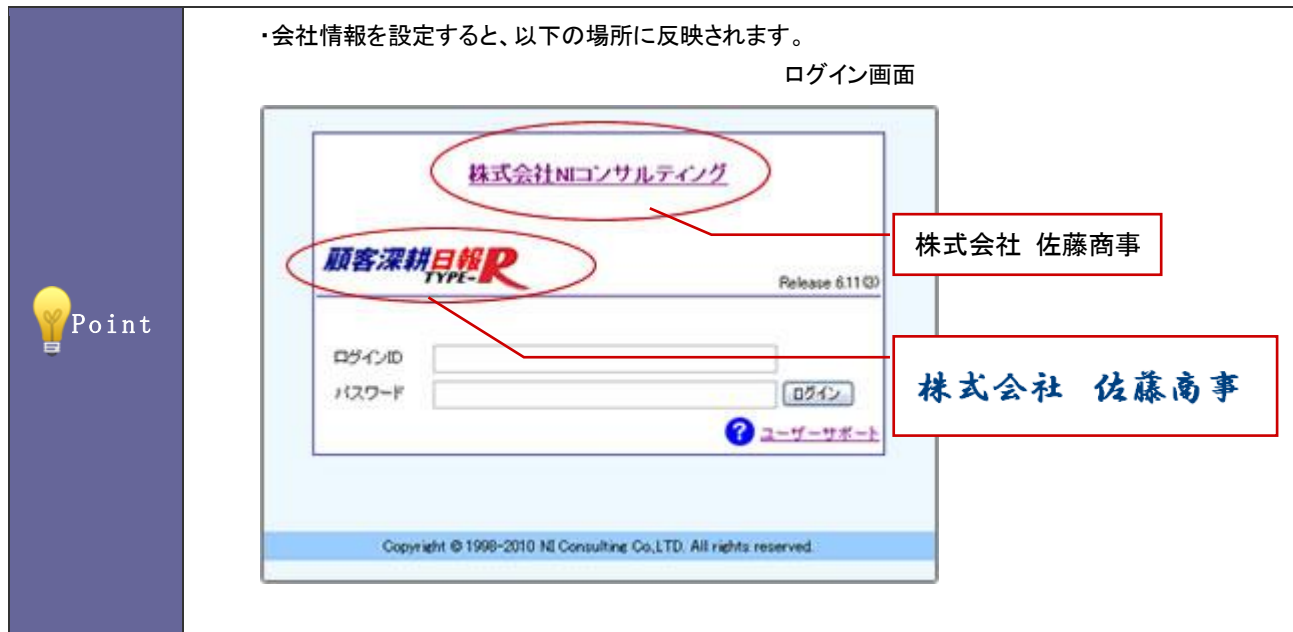 ・会社情報を設定すると、以下の場所に反映されます。
ログイン画面
株式会社NIコンサルティング
株式会社 佐藤商事
顧客深耕日報R
TYPE-
Release 6.11(3)
Point
ログインID
パスワード
ログイン
株式会社 佐藤商事
? ユーザーサポート
Copyright © 1998-2010 NI Consulting Co.,LTD. All rights reserved.